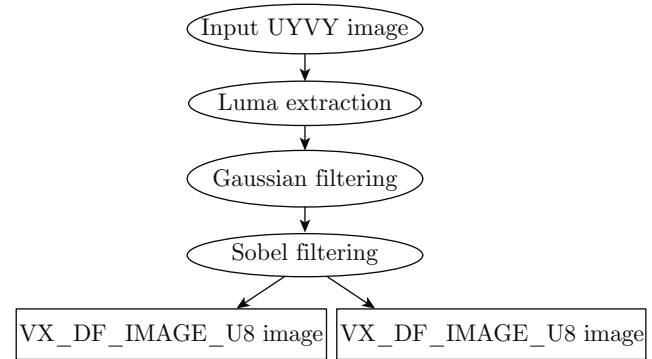 Input UYVY image
Luma extraction
Gaussian filtering
Sobel filtering
VX_DF_IMAGE_U8 image
VX_DF_IMAGE_U8 image